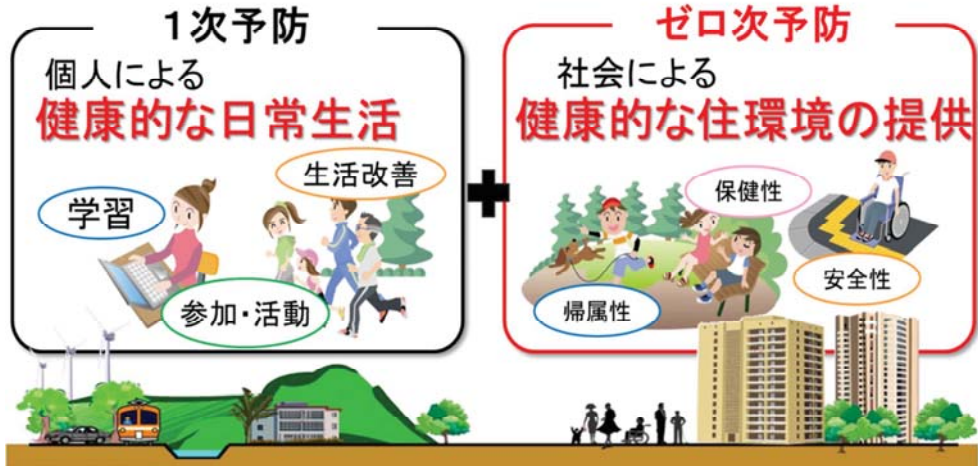 1次予防
個人による
健康的な日常生活
学習
生活改善
参加・活動
+
ゼロ次予防
社会による
健康的な住環境の提供
保健性
安全性
帰属性